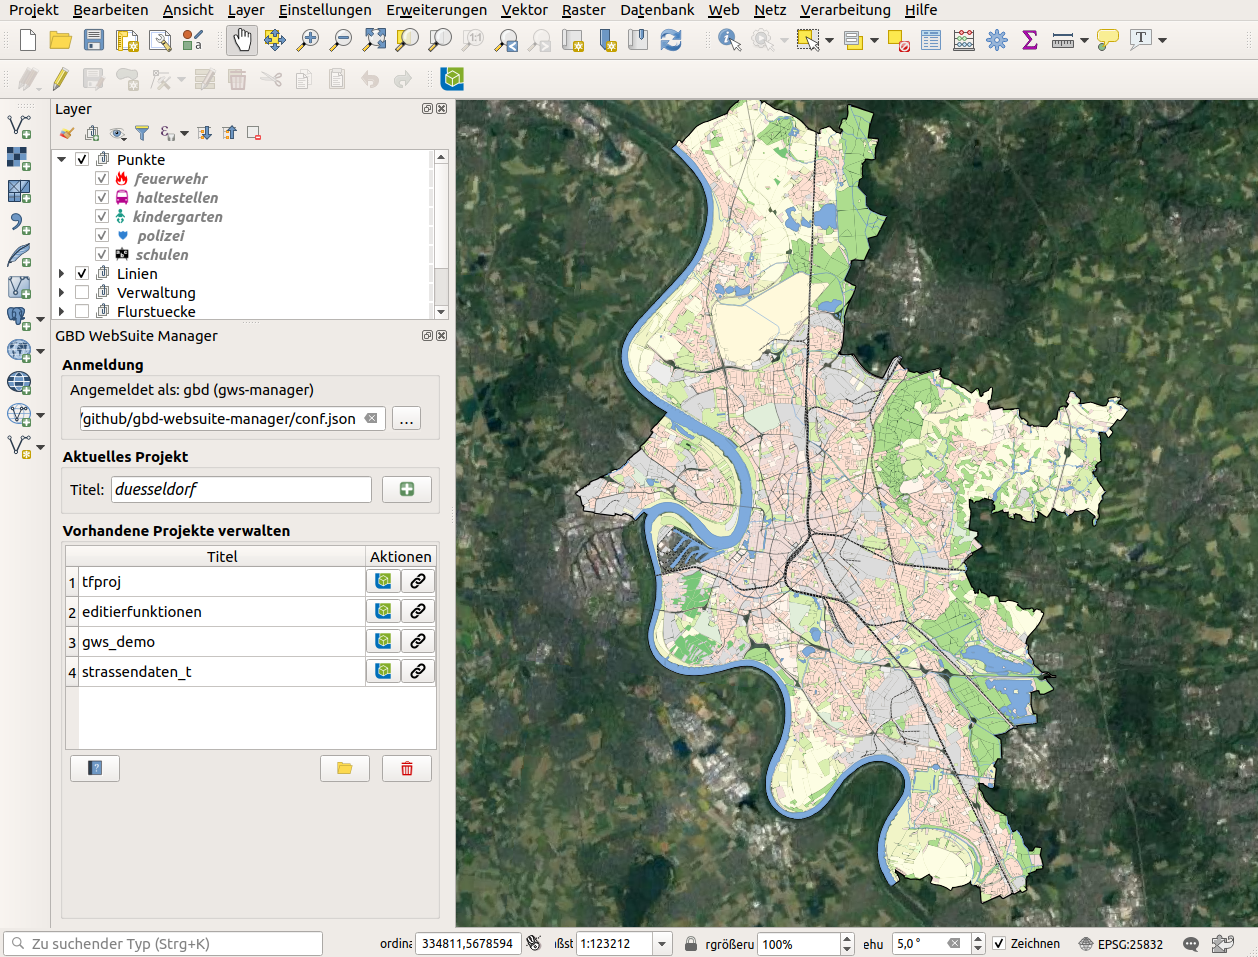 Projekt Bearbeiten Ansicht Layer Einstellungen Erweiterungen Vektor Raster Datenbank Web Netz Verarbeitung Hilfe
Layer
Punkte
feuerwehr
haltestellen
kindergarten
polizei
schulen
Linien
Verwaltung
Flurstuecke
GBD WebSuite Manager
Anmeldung
Angemeldet als: gbd (gws-manager)
github/gbd-websuite-manager/conf.json ...
Aktuelles Projekt
Titel: duesseldorf
Vorhandene Projekte verwalten
Titel Aktionen
1 tfproj
2 editierfunktionen
3 gws_demo
4 strassendaten_t
Zu suchender Typ (Strg+K) ordina 334811,5678594 ßst 1:123212 rgrößeru 100% ehu 5,0 ° Zeichnen EPSG:25832